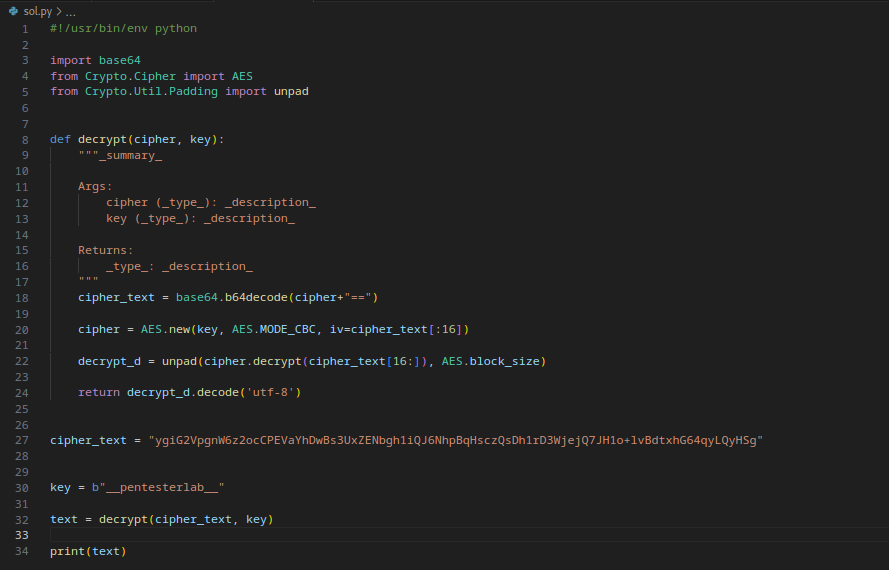 sol.py > ...
1 #!/usr/bin/env python
2
3 import base64
4 from Crypto.Cipher import AES
5 from Crypto.Util.Padding import unpad
6
7
8 def decrypt(cipher, key):
9     """_summary_
10
11     Args:
12         cipher (_type_): _description_
13         key (_type_): _description_
14
15     Returns:
16         _type_: _description_
17     """
18     cipher_text = base64.b64decode(cipher+"==")
19
20     cipher = AES.new(key, AES.MODE_CBC, iv=cipher_text[:16])
21
22     decrypt_d = unpad(cipher.decrypt(cipher_text[16:]), AES.block_size)
23
24     return decrypt_d.decode('utf-8')
25
26
27 cipher_text = "ygiG2VpgnW6z2ocCPEVaYhDwBs3UxZENbgh1iQJ6NhpBqHsczQsDh1rD3WjejQ7JH1o+lvBdtxhG64qyLQyHSg"
28
29
30 key = b"__pentesterlab__"
31
32 text = decrypt(cipher_text, key)
33
34 print(text)